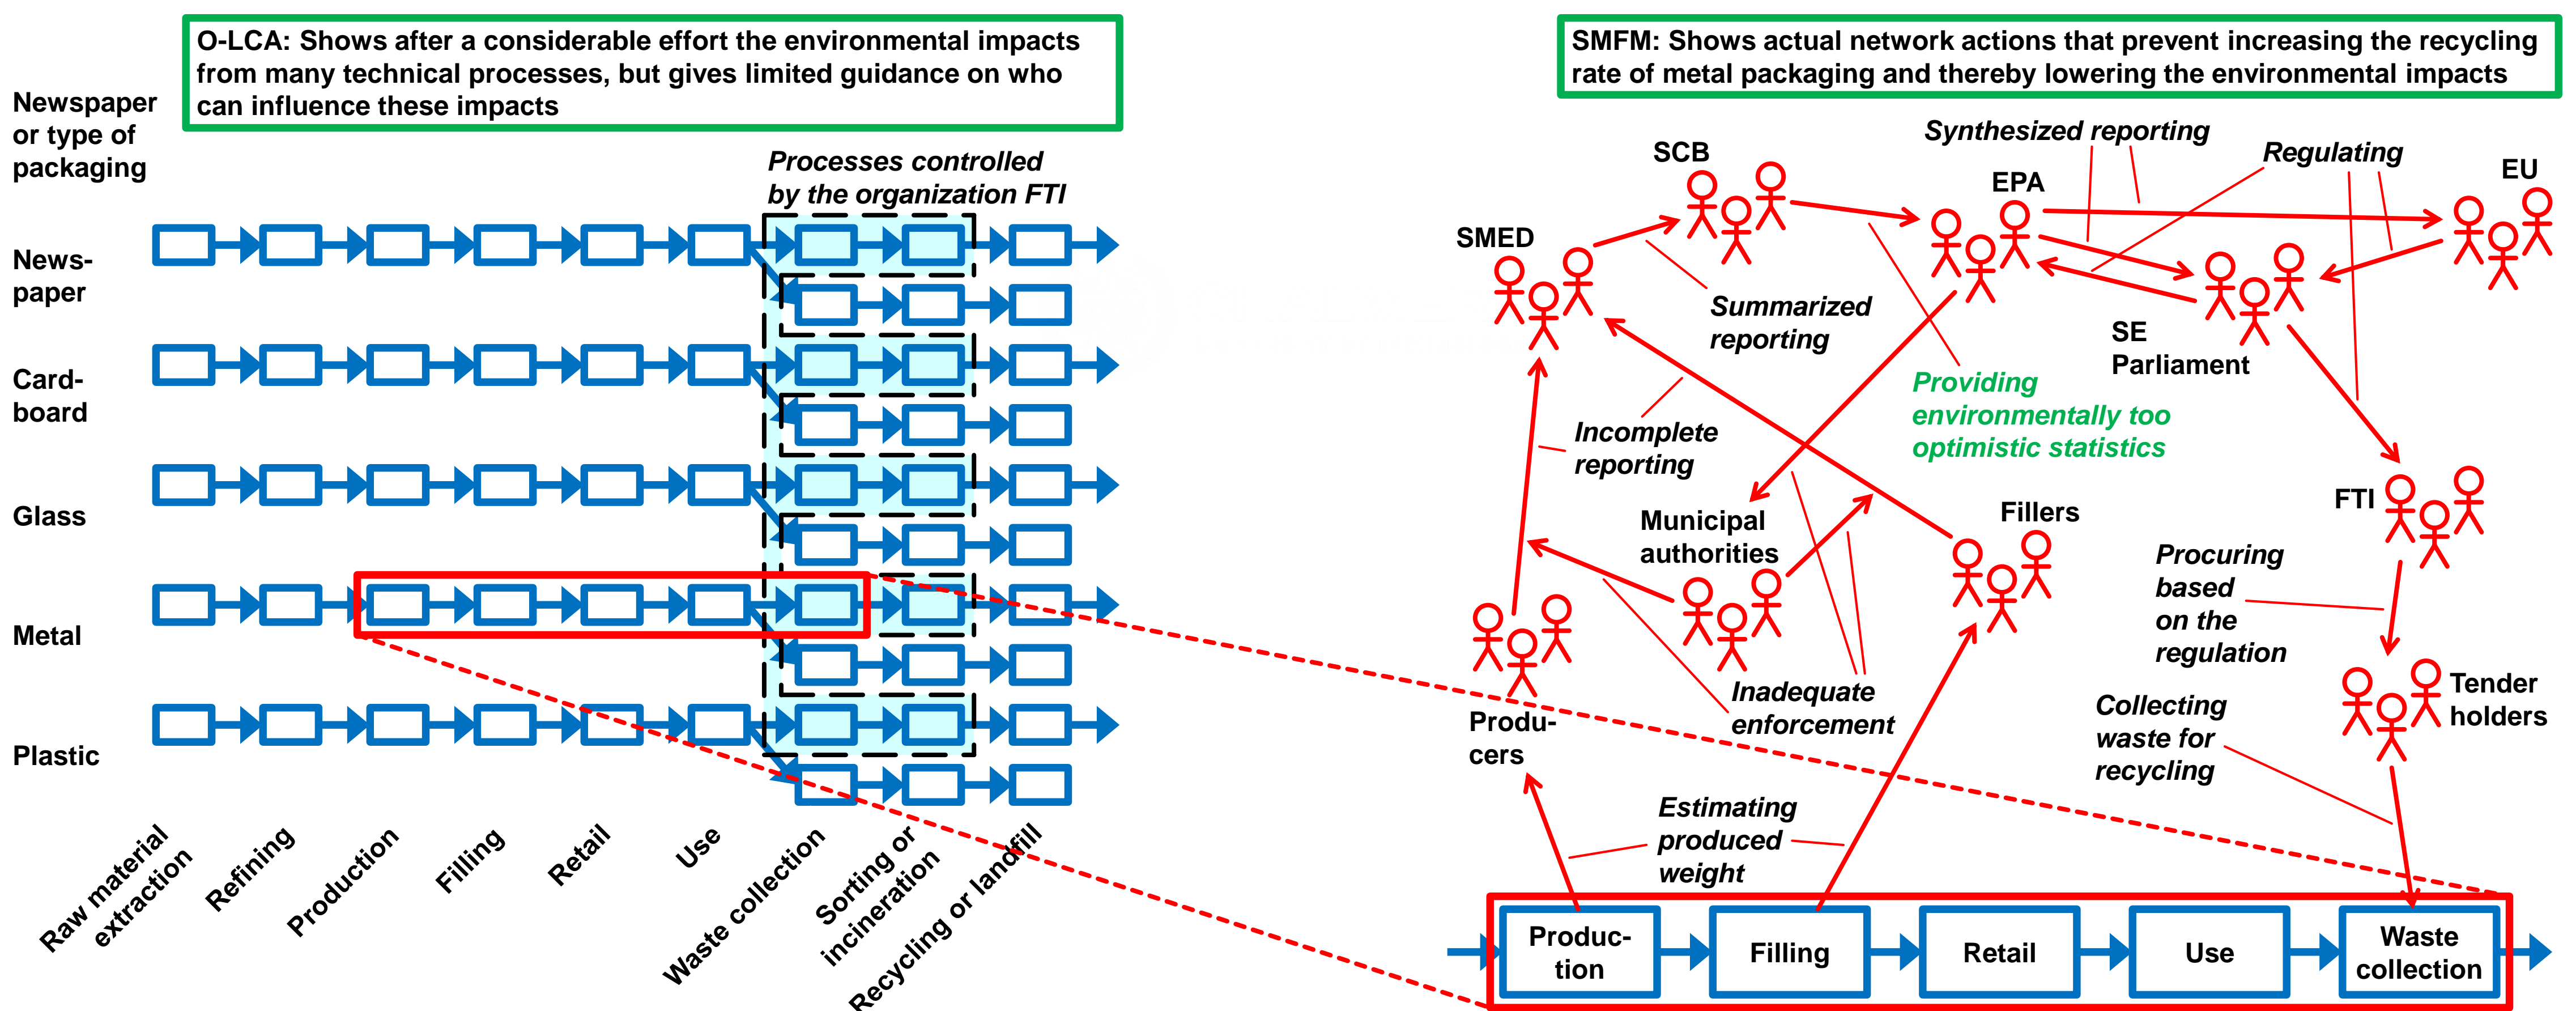 O-LCA: Shows after a considerable effort the environmental impacts
from many technical processes, but gives limited guidance on who
can influence these impacts
Newspaper
or type of
packaging
Processes controlled
by the organization FTI
News-
paper
Card-
board
Glass
Metal
Plastic
Raw material
extraction
Refining
Production
Filling
Retail
Use
Waste collection
Sorting or
incineration
Recycling or landfill
SMFM: Shows actual network actions that prevent increasing the recycling
rate of metal packaging and thereby lowering the environmental impacts
Synthesized reporting
Regulating
SCB
EPA
EU
SMED
Summarized
reporting
SE
Parliament
Providing
environmentally too
optimistic statistics
Incomplete
reporting
Municipal
authorities
Fillers
FTI
Procuring
based
on the
regulation
Inadequate
enforcement
Produ-
cers
Tender
holders
Collecting
waste for
recycling
Estimating
produced
weight
Produc-
tion
Filling
Retail
Use
Waste
collection